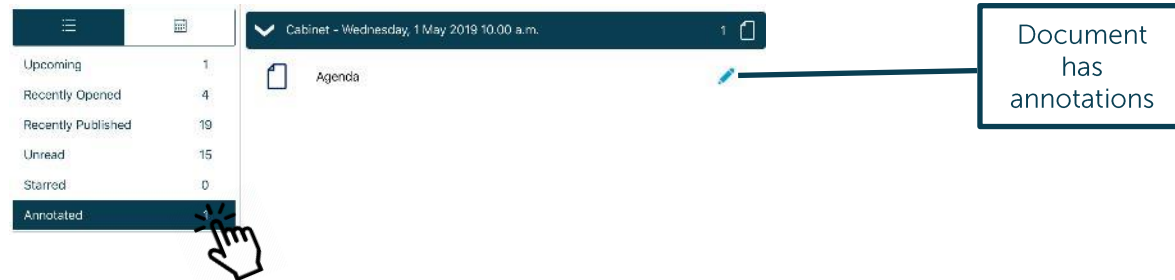 Upcoming 1
Recently Opened 4
Recently Published 19
Unread 15
Starred 0
Annotated 1
Cabinet - Wednesday, 1 May 2019 10.00 a.m. 1
Agenda
Document
has
annotations